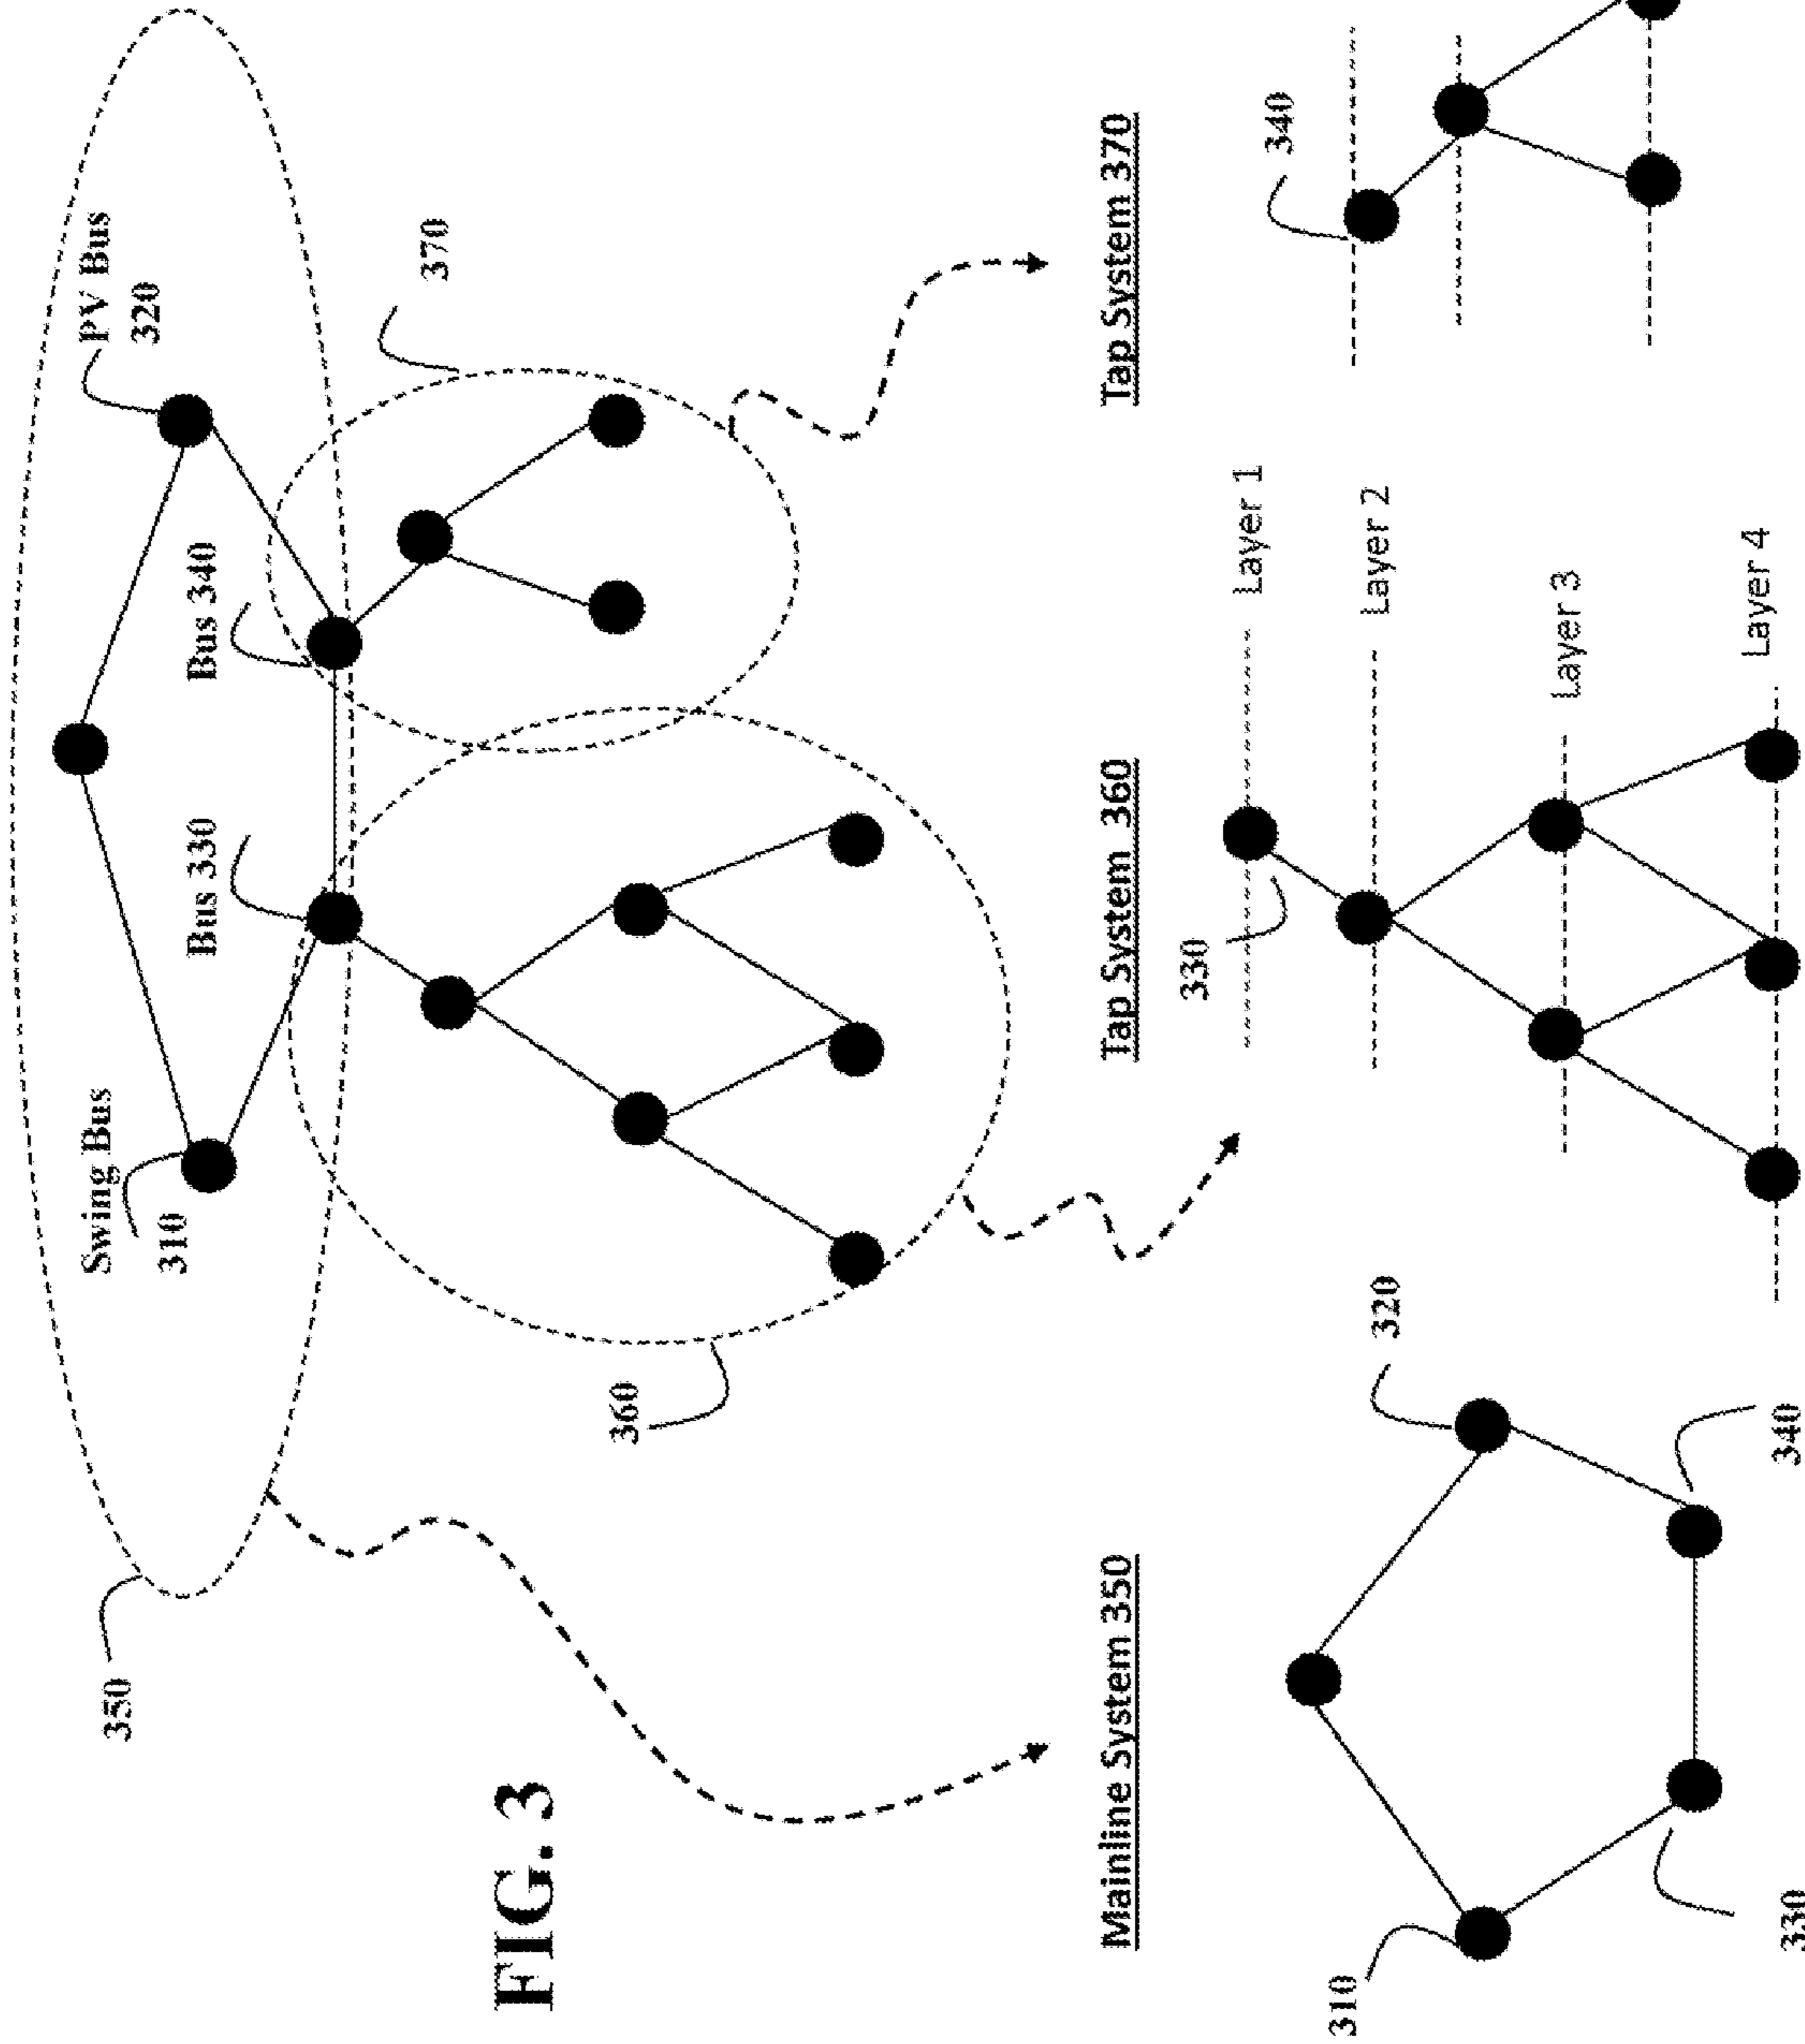 350
Swing Bus
310
PV Bus
320
Bus 330
Bus 340
370
360
FIG. 3
Mainline System 350
Tap System 360
Tap System 370
310
320
330
340
330
Layer 1
Layer 2
Layer 3
Layer 4
340